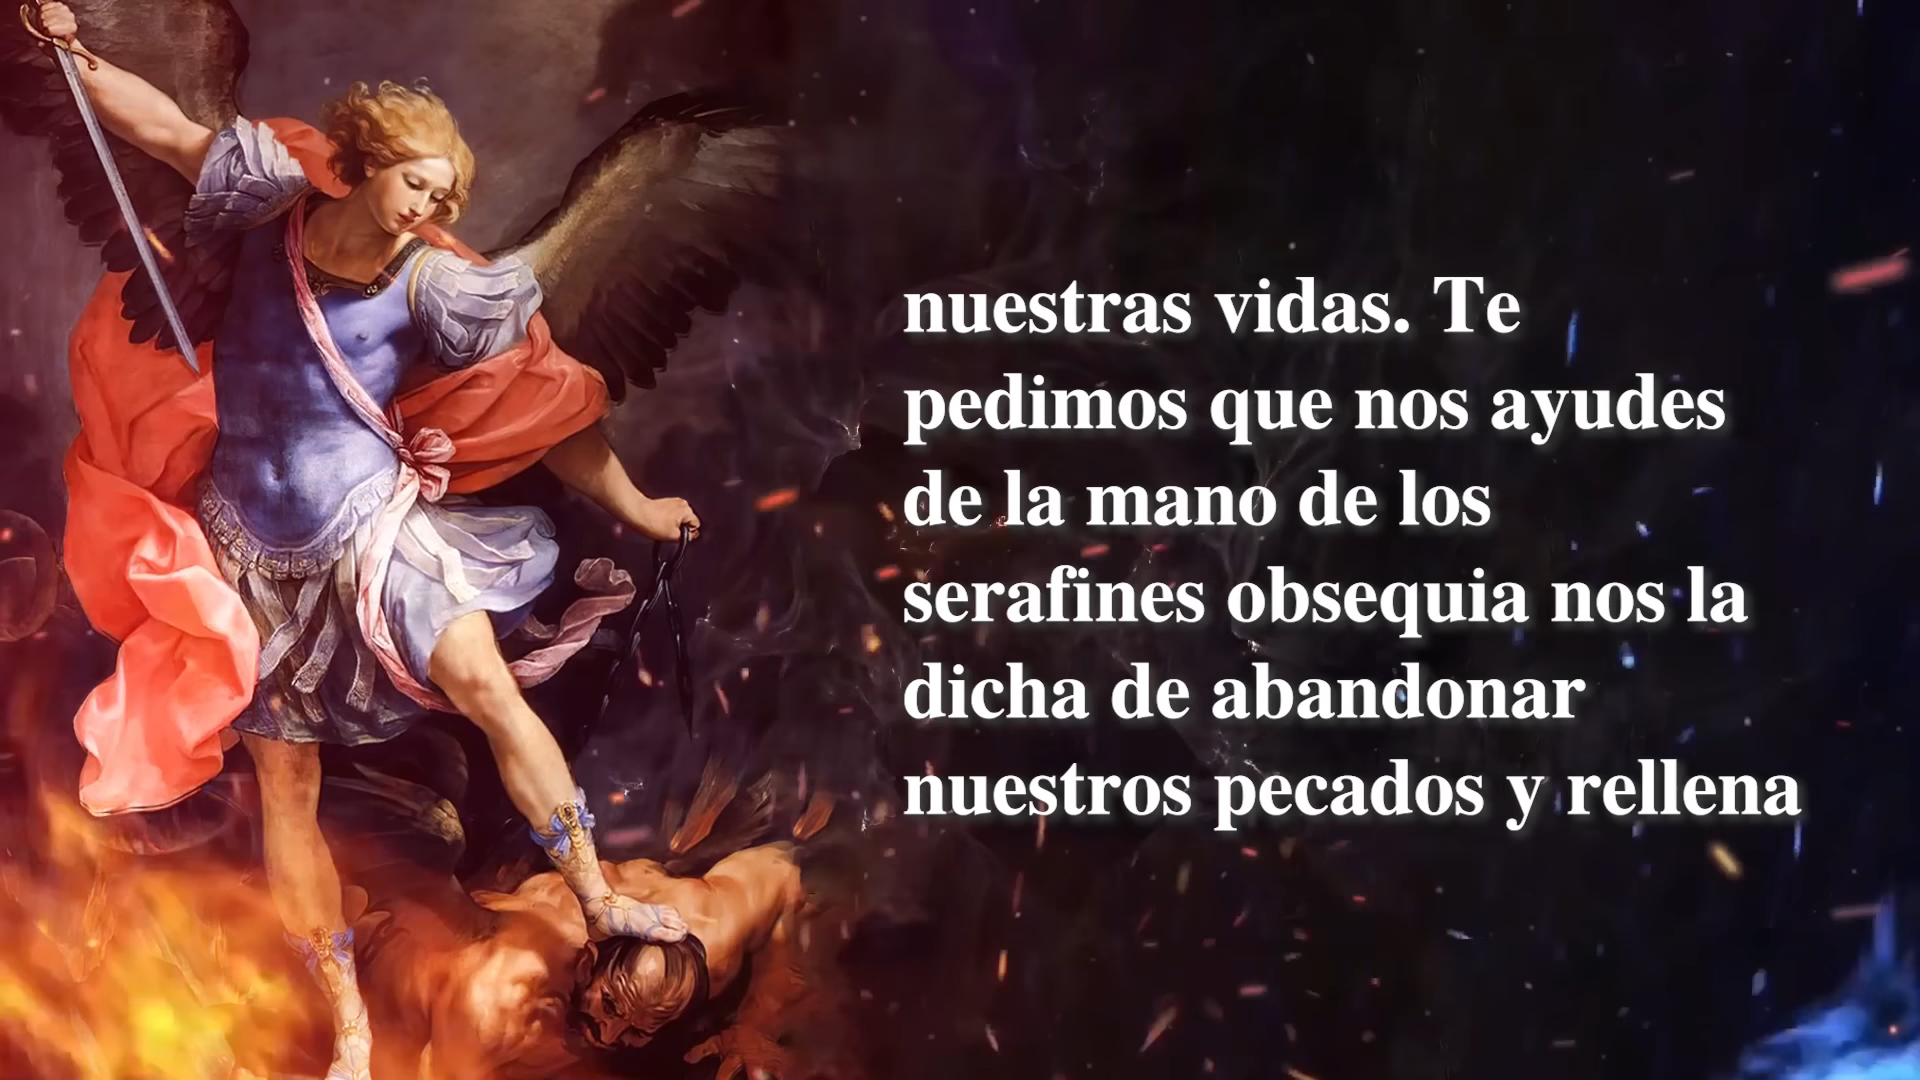 nuestras vidas. Te
pedimos que nos ayudes
de la mano de los
serafines obsequia nos la
dicha de abandonar
nuestros pecados y rellena